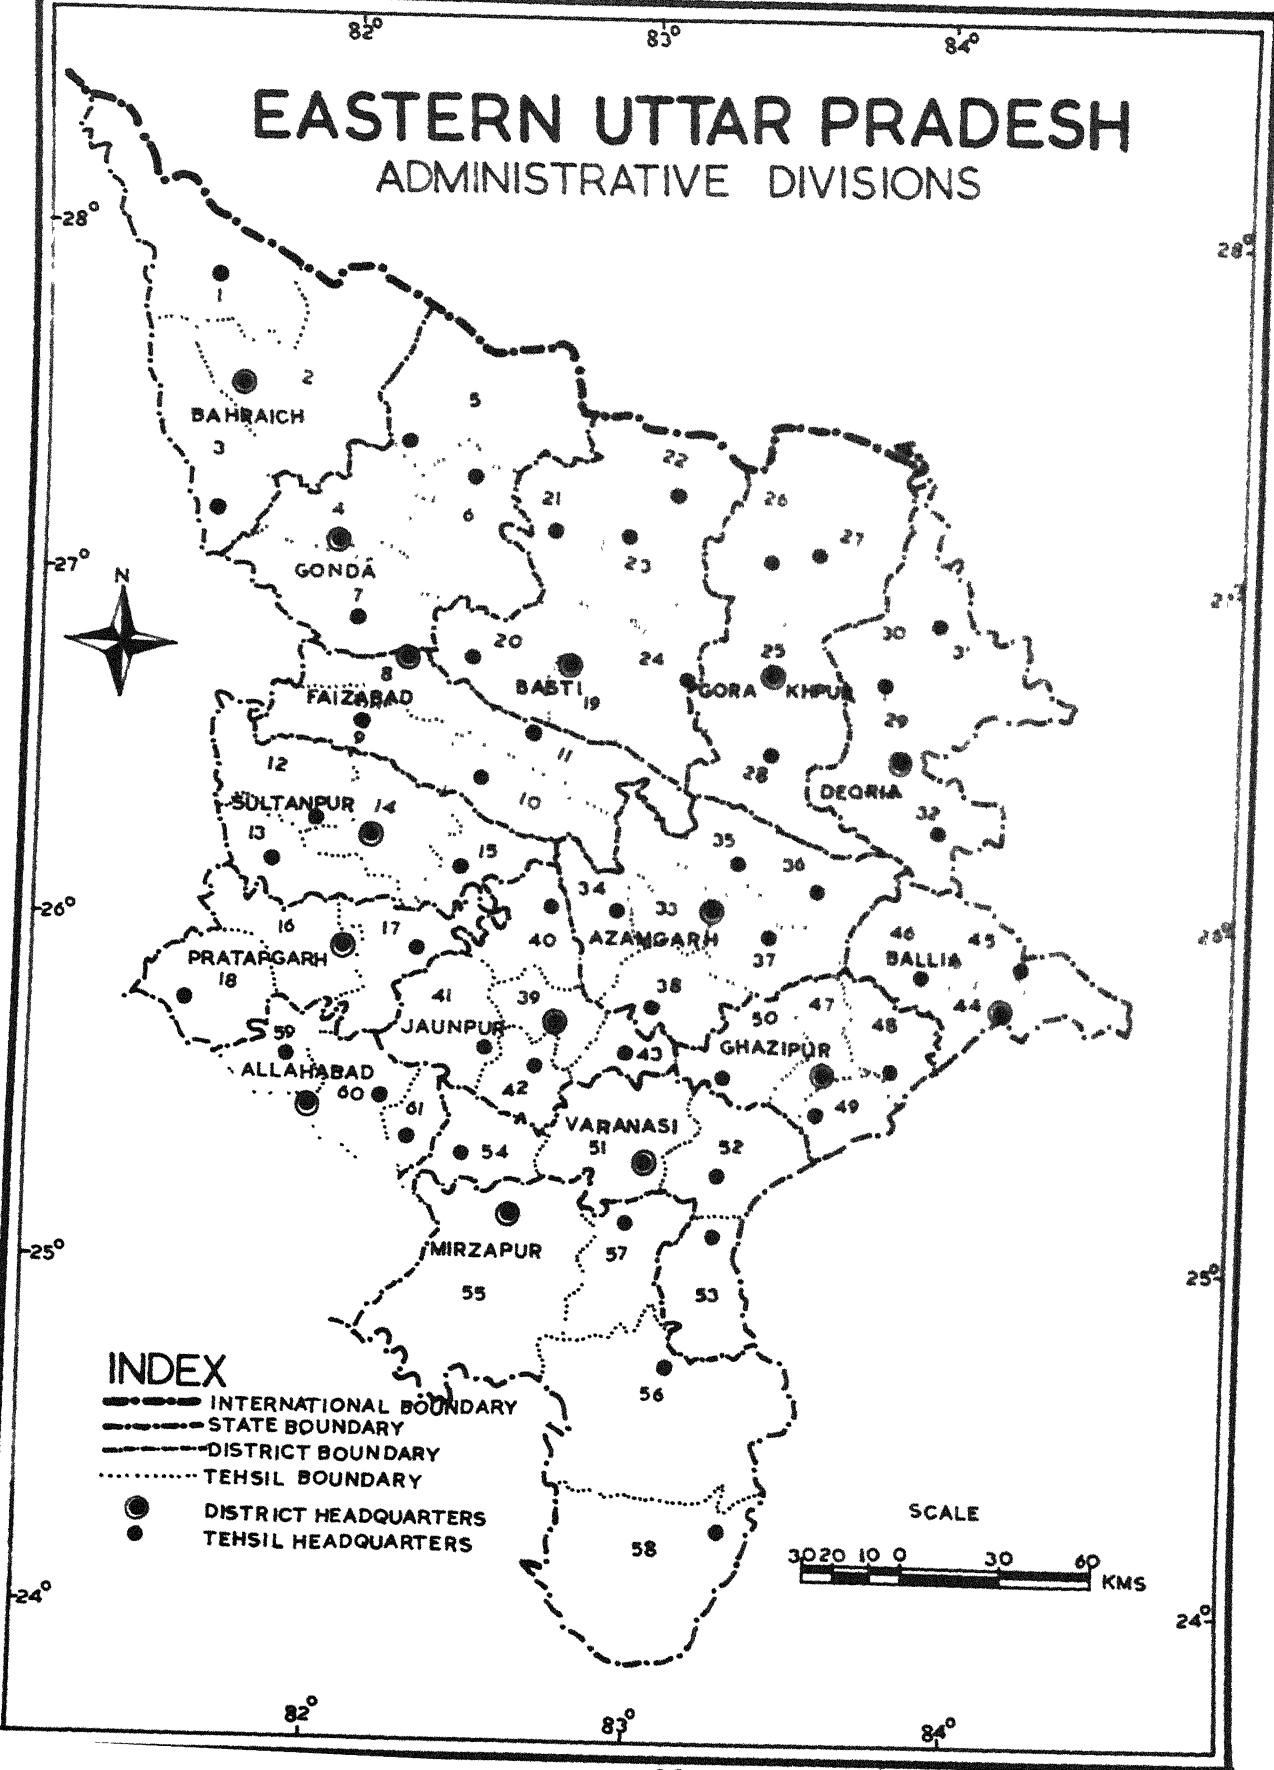 82° 83° 84°
EASTERN UTTAR PRADESH
ADMINISTRATIVE DIVISIONS
28° 28°
1
2
5
BAHRAICH
3
22
4 21 26
6
27
23
27°
GONDA
N
7
30
20
8 24 25
FAIZABAD BASTI GORAKHPUR
19
29
9
12 11
28
10 DEORIA
SULTANPUR 14
32
13 15 35
36
34
26° 33
16 17
40 AZAMGARH 46 45
PRATAPGARH 37 BALLIA
18
41 39 38 47 44
50 48
59 JAUNPUR
GHAZIPUR
43
ALLAHABAD
60 42
61 49
VARANASI
54 51 52
25° MIRZAPUR 57 25°
55 53
INDEX
INTERNATIONAL BOUNDARY
STATE BOUNDARY
DISTRICT BOUNDARY
TEHSIL BOUNDARY
DISTRICT HEADQUARTERS
TEHSIL HEADQUARTERS
56
58
SCALE
30 20 10 0 30 60
KMS
24° 24°
82° 83° 84°